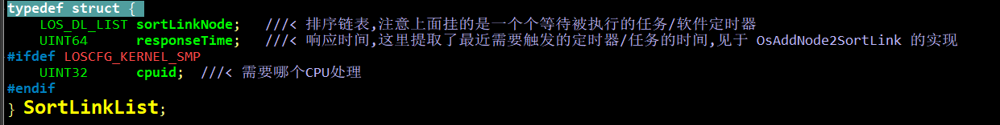 typedef struct {
    LOS_DL_LIST sortLinkNode;   ///< 排序链表,注意上面挂的是一个个等待被执行的任务/软件定时器
    UINT64      responseTime;   ///< 响应时间,这里提取了最近需要触发的定时器/任务的时间,见于 OsAddNode2SortLink 的实现
#ifdef LOSCFG_KERNEL_SMP
    UINT32      cpuid;  ///< 需要哪个CPU处理
#endif
} SortLinkList;